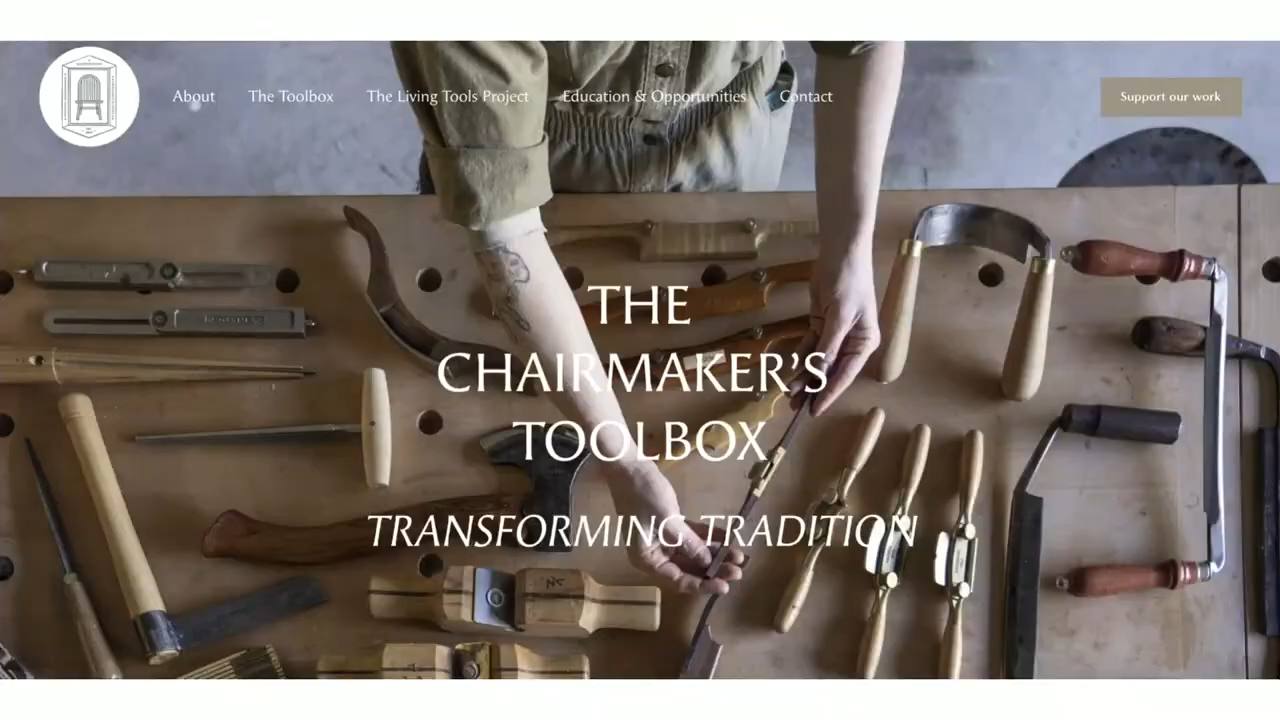 About
The Toolbox
The Living Tools Project
Education & Opportunities
Contact
Support our work
THE
CHAIRMAKER'S
TOOLBOX
TRANSFORMING TRADITION